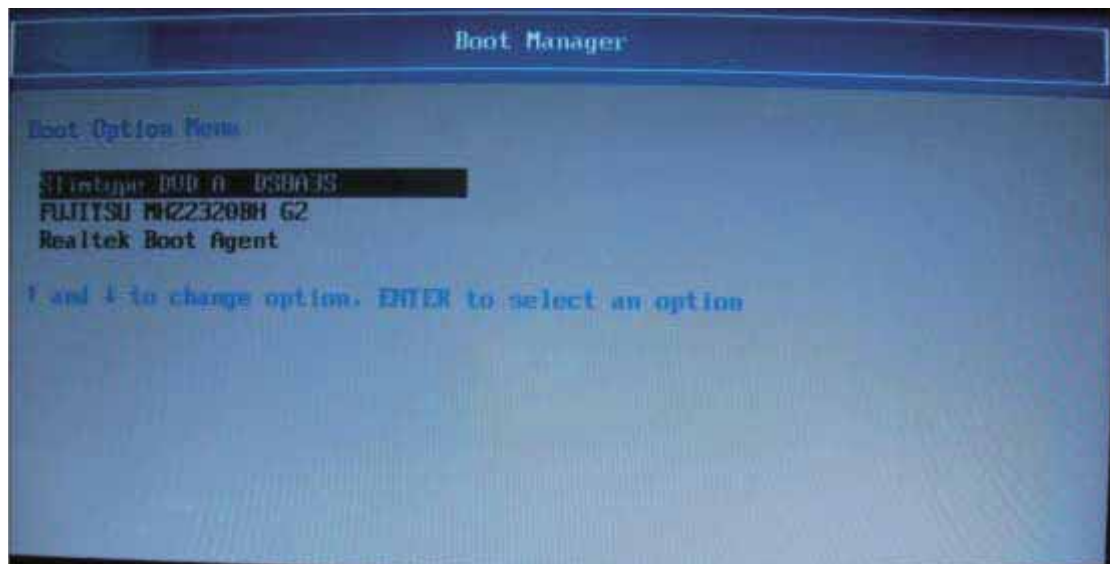 Boot Manager
Boot Option Menu
Slimtype DVD A DS8A3S
FUJITSU MHZ2320BH G2
Realtek Boot Agent
↑ and ↓ to change option, ENTER to select an option